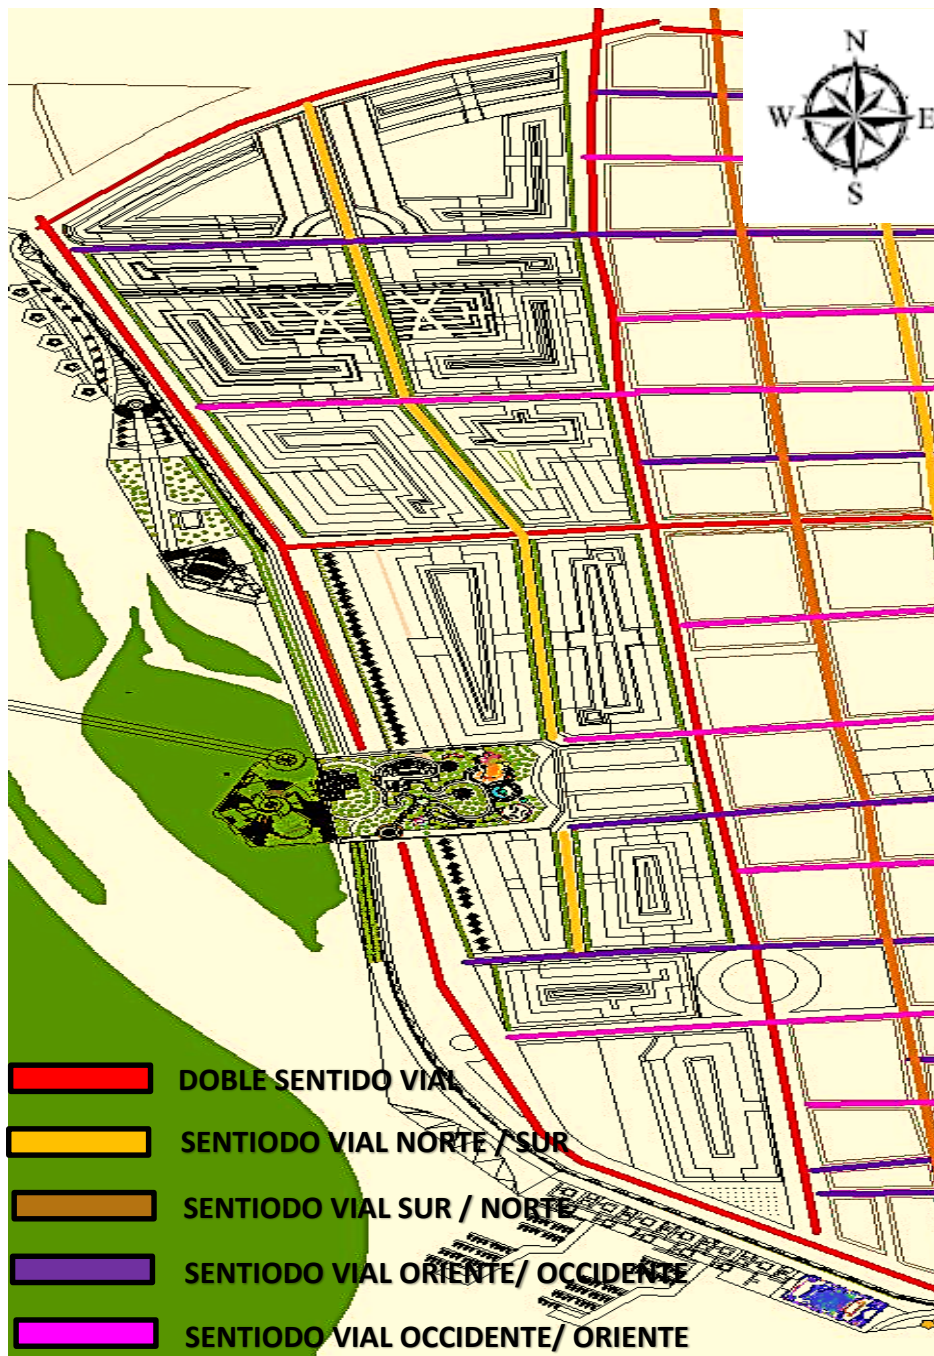 N
W E
S
DOBLE SENTIDO VIAL
SENTIODO VIAL NORTE / SUR
SENTIODO VIAL SUR / NORTE
SENTIODO VIAL ORIENTE/ OCCIDENTE
SENTIODO VIAL OCCIDENTE/ ORIENTE